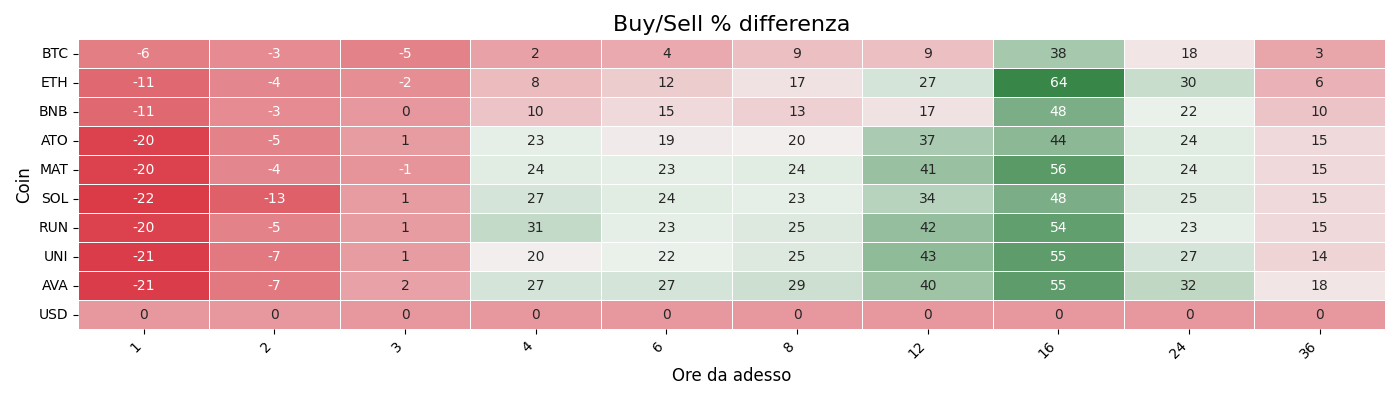 Buy/Sell % differenza
Coin
BTC -6 -3 -5 2 4 9 9 38 18 3
ETH -11 -4 -2 8 12 17 27 64 30 6
BNB -11 -3 0 10 15 13 17 48 22 10
ATO -20 -5 1 23 19 20 37 44 24 15
MAT -20 -4 -1 24 23 24 41 56 24 15
SOL -22 -13 1 27 24 23 34 48 25 15
RUN -20 -5 1 31 23 25 42 54 23 15
UNI -21 -7 1 20 22 25 43 55 27 14
AVA -21 -7 2 27 27 29 40 55 32 18
USD 0 0 0 0 0 0 0 0 0 0
1 2 3 4 6 8 12 16 24 36
Ore da adesso